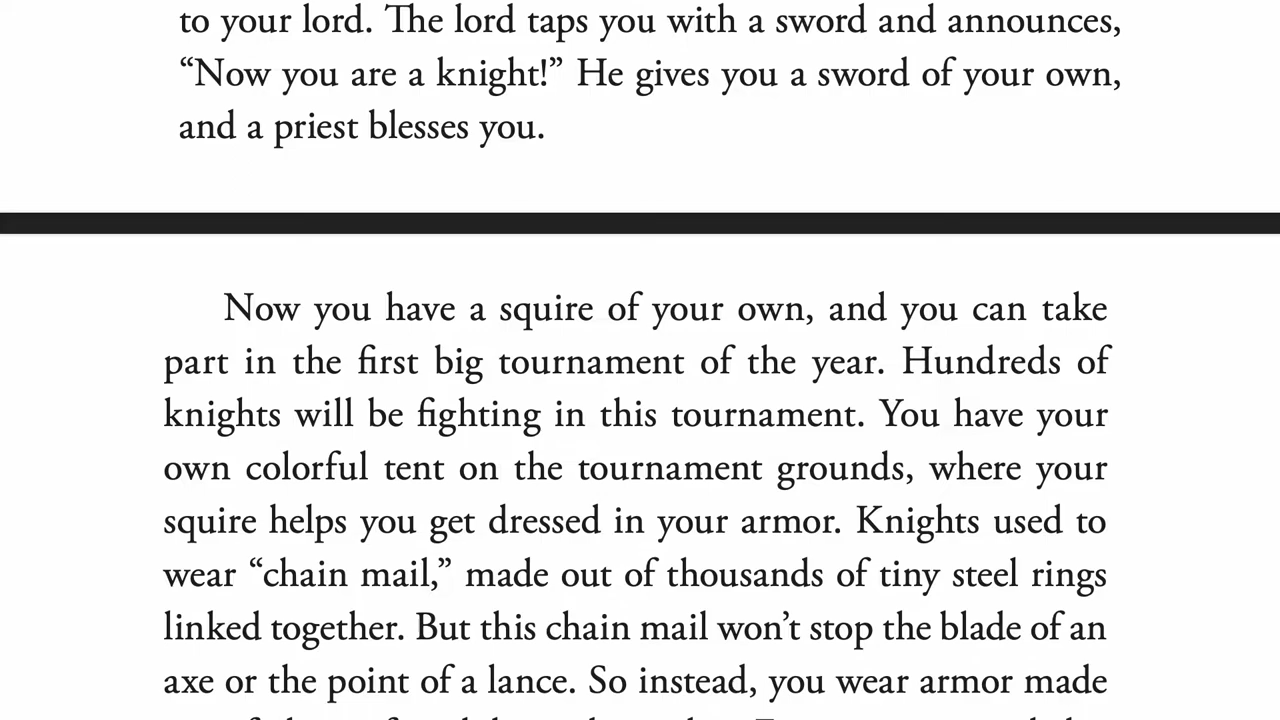 to your lord. The lord taps you with a sword and announces,
“Now you are a knight!” He gives you a sword of your own,
and a priest blesses you.
Now you have a squire of your own, and you can take
part in the first big tournament of the year. Hundreds of
knights will be fighting in this tournament. You have your
own colorful tent on the tournament grounds, where your
squire helps you get dressed in your armor. Knights used to
wear “chain mail,” made out of thousands of tiny steel rings
linked together. But this chain mail won’t stop the blade of an
axe or the point of a lance. So instead, you wear armor made